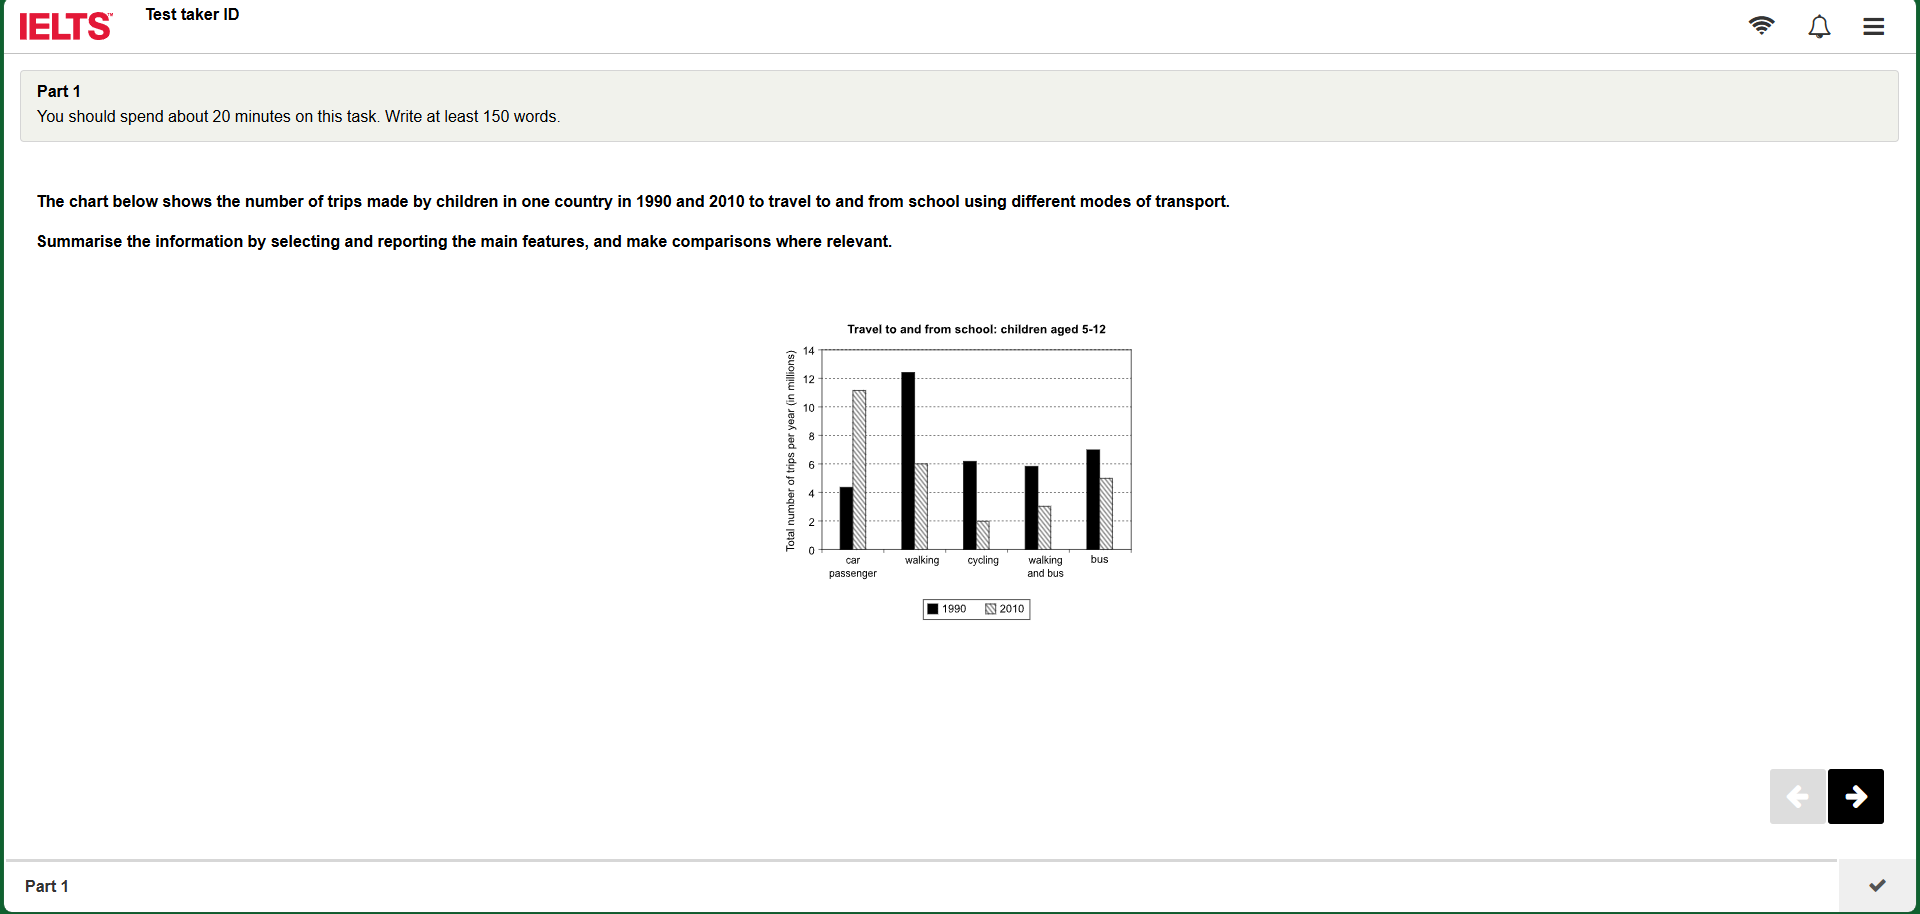 IELTS™
Test taker ID
Part 1
You should spend about 20 minutes on this task. Write at least 150 words.
The chart below shows the number of trips made by children in one country in 1990 and 2010 to travel to and from school using different modes of transport.
Summarise the information by selecting and reporting the main features, and make comparisons where relevant.
Travel to and from school: children aged 5-12
Total number of trips per year (in millions)
14
12
10
8
6
4
2
0
car passenger
walking
cycling
walking and bus
bus
1990
2010
Part 1